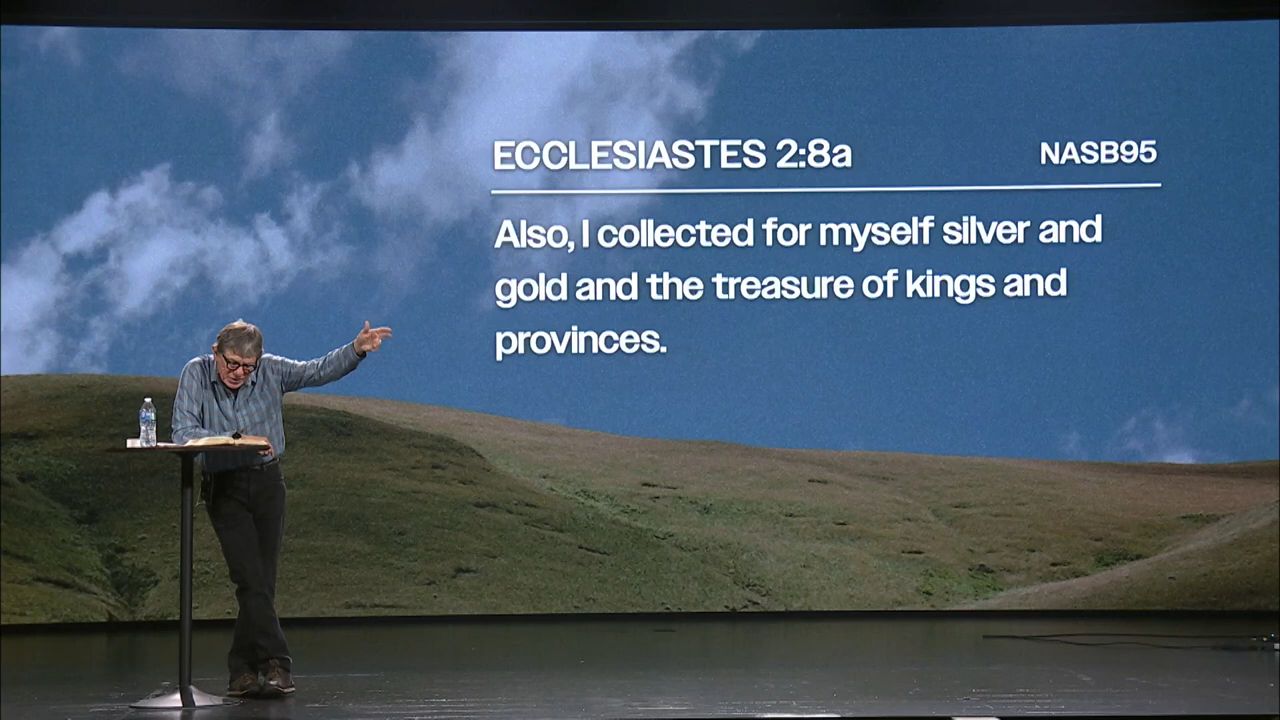 ECCLESIASTES 2:8a NASB95
Also, I collected for myself silver and
gold and the treasure of kings and
provinces.